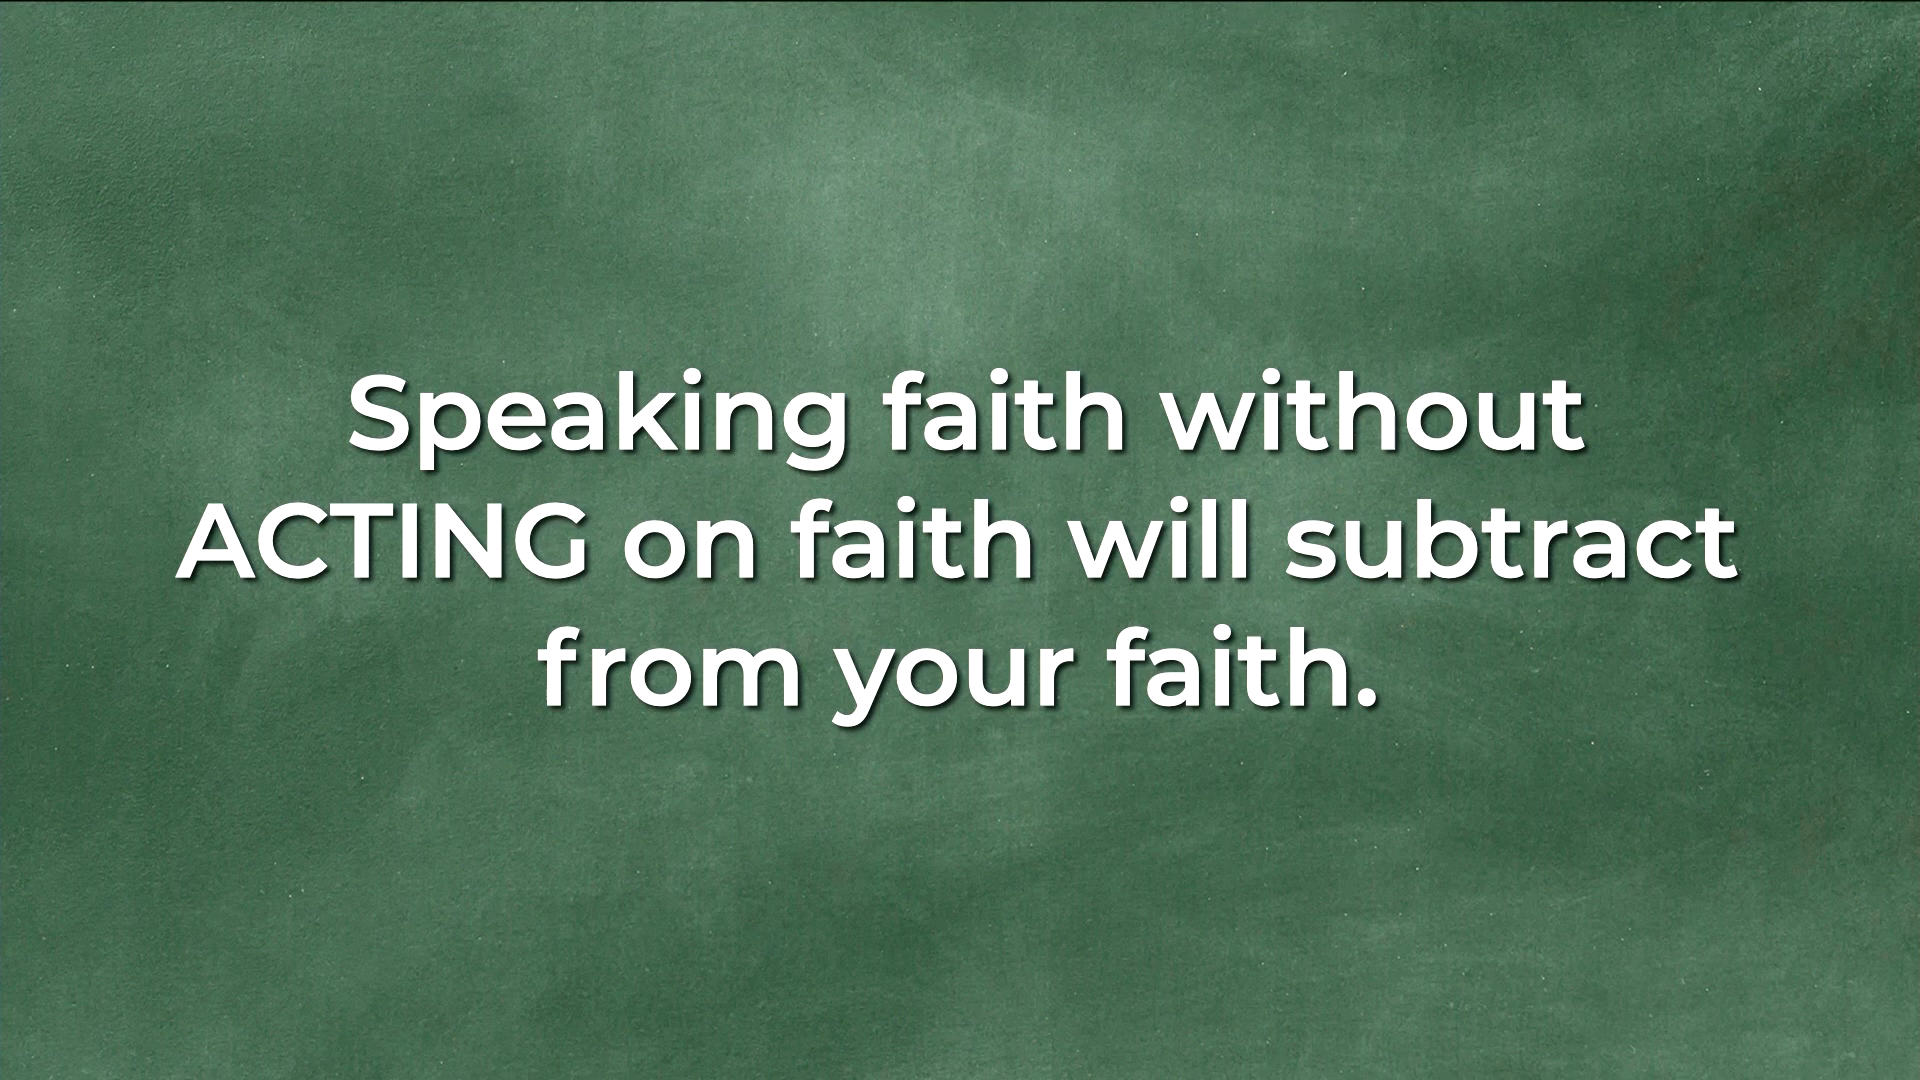 Speaking faith without
ACTING on faith will subtract
from your faith.